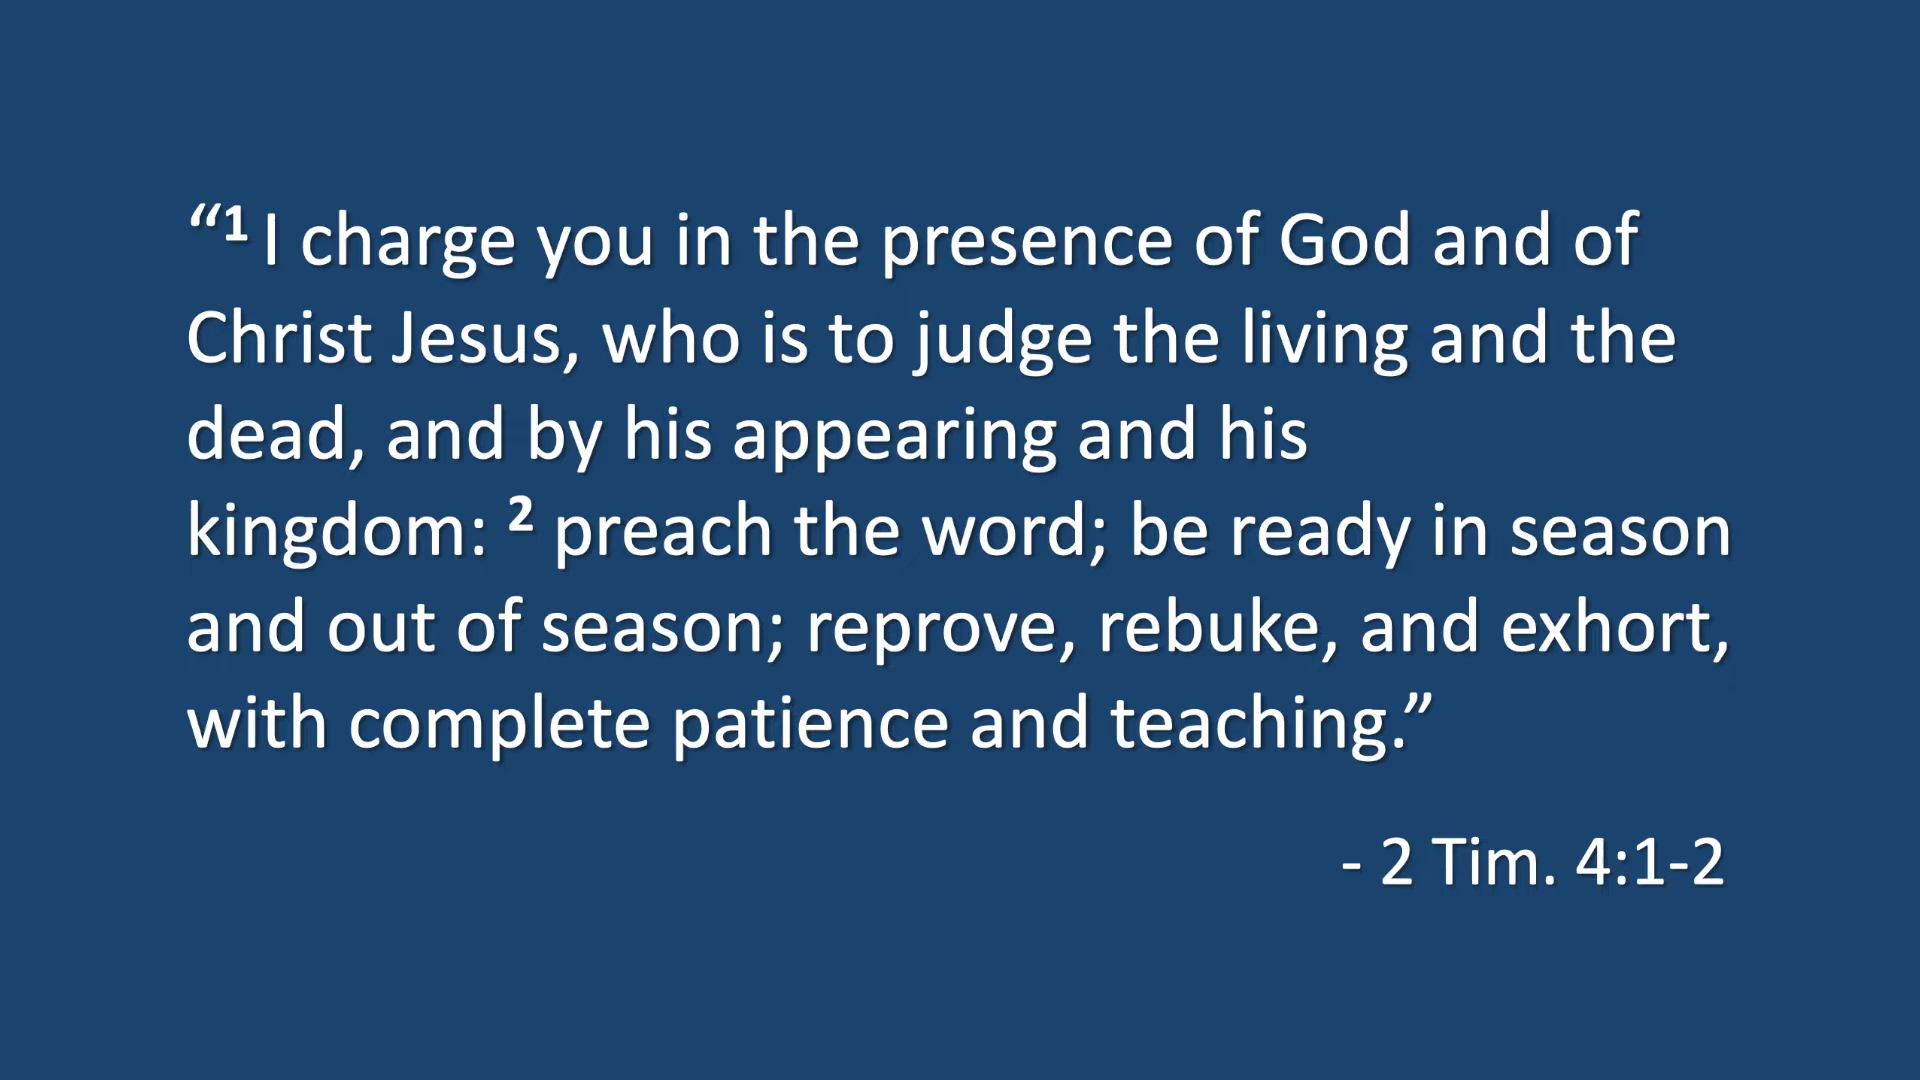 “¹ I charge you in the presence of God and of
Christ Jesus, who is to judge the living and the
dead, and by his appearing and his
kingdom: ² preach the word; be ready in season
and out of season; reprove, rebuke, and exhort,
with complete patience and teaching.”
- 2 Tim. 4:1-2